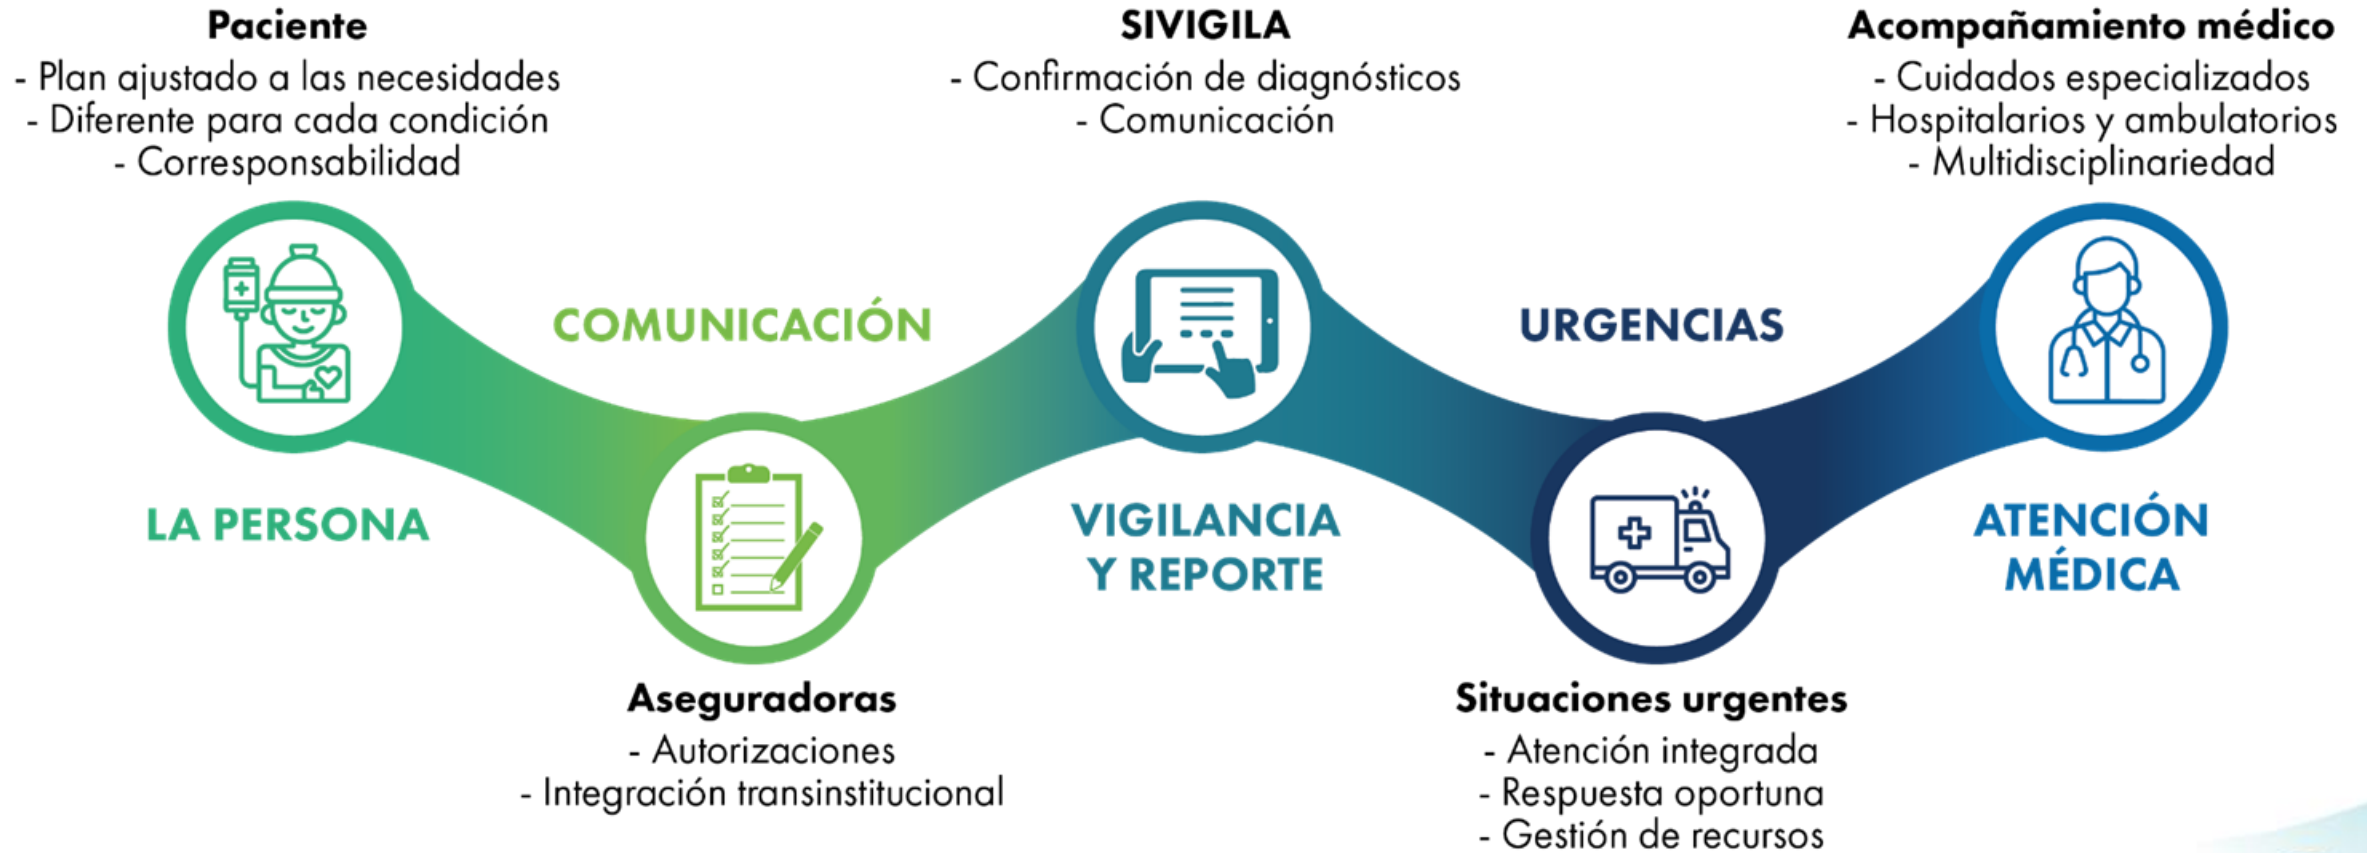 Paciente
- Plan ajustado a las necesidades
- Diferente para cada condición
- Corresponsabilidad
LA PERSONA
COMUNICACIÓN
Aseguradoras
- Autorizaciones
- Integración transinstitucional
SIVIGILA
- Confirmación de diagnósticos
- Comunicación
VIGILANCIA
Y REPORTE
URGENCIAS
Situaciones urgentes
- Atención integrada
- Respuesta oportuna
- Gestión de recursos
Acompañamiento médico
- Cuidados especializados
- Hospitalarios y ambulatorios
- Multidisciplinariedad
ATENCIÓN
MÉDICA